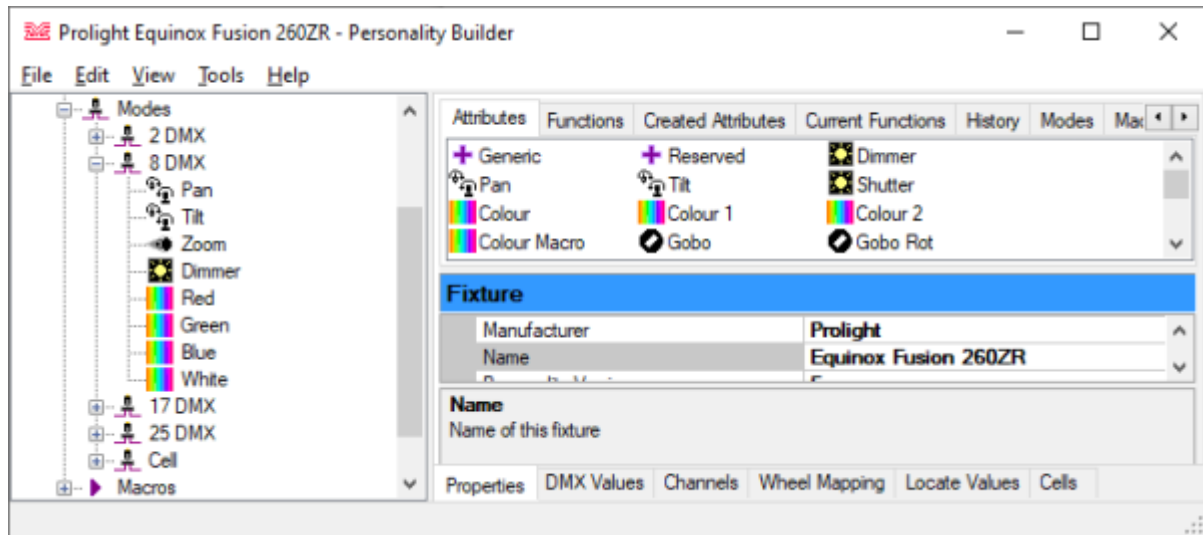 Prolight Equinox Fusion 260ZR - Personality Builder
File Edit View Tools Help
Modes
2 DMX
8 DMX
Pan
Tilt
Zoom
Dimmer
Red
Green
Blue
White
17 DMX
25 DMX
Cell
Macros
Attributes Functions Created Attributes Current Functions History Modes
Generic Reserved Dimmer
Pan Tilt Shutter
Colour Colour 1 Colour 2
Colour Macro Gobo Gobo Rot
Fixture
Manufacturer Prolight
Name Equinox Fusion 260ZR
Name
Name of this fixture
Properties DMX Values Channels Wheel Mapping Locate Values Cells